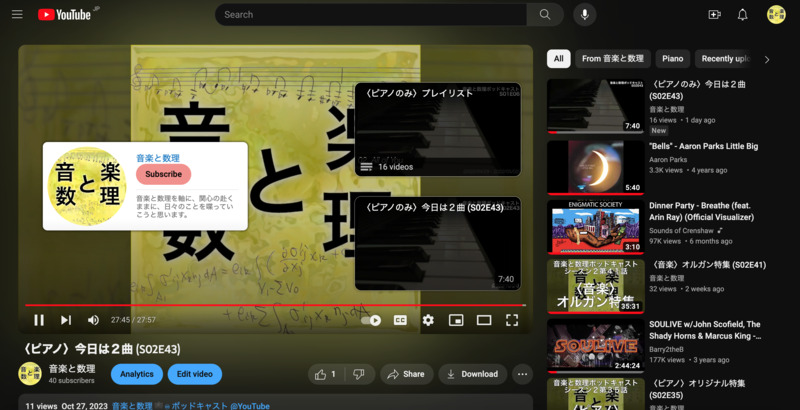 YouTube JP
Search
音楽と数理
音楽と数理
Subscribe
音楽と数理を軸に、関心の赴く
ままに、日々のことを喋ってい
こうと思います。
〈ピアノのみ〉プレイリスト
S01E06
16 videos
〈ピアノのみ〉今日は2曲 (S02E43)
7:40
27:45 / 27:57
〈ピアノ〉今日は2曲 (S02E43)
音楽と数理
40 subscribers
Analytics
Edit video
1
Share
Download
11 views Oct 27, 2023 音楽と数理 ポッドキャスト @YouTube
All
From 音楽と数理
Piano
Recently uplo
7:40
〈ピアノのみ〉今日は２曲
(S02E43)
音楽と数理
16 views • 1 day ago
New
5:40
"Bells" - Aaron Parks Little Big
Aaron Parks
3.3K views • 4 years ago
ENIGMATIC SOCIETY
3:10
Dinner Party - Breathe (feat.
Arin Ray) (Official Visualizer)
Sounds of Crenshaw
97K views • 6 months ago
音楽と数理ポッドキャスト
シーズン２第４１話
〈音楽〉
オルガン特集
35:31
〈音楽〉オルガン特集 (S02E41)
音楽と数理
32 views • 2 weeks ago
SOULIVE
2:44:24
SOULIVE w/John Scofield, The
Shady Horns & Marcus King -...
Barry2theB
177K views • 3 years ago
音楽と数理ポッドキャスト
シーズン２第３５話
〈ピアノ〉
〈ピアノ〉オリジナル特集
(S02E35)
音楽と数理